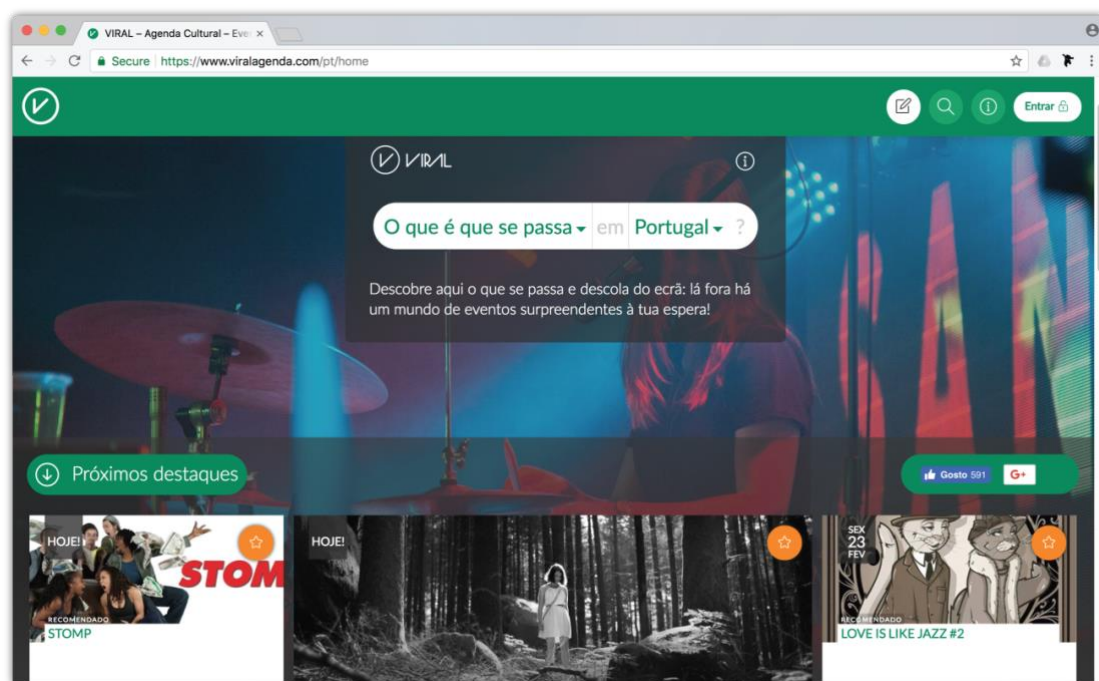 VIRAL – Agenda Cultural – Eve
Secure https://www.viralagenda.com/pt/home
Entrar
VIRAL
O que é que se passa em Portugal ?
Descobre aqui o que se passa e descola do ecrã: lá fora há
um mundo de eventos surpreendentes à tua espera!
BAN
Próximos destaques
Gosto 591 G+
HOJE!
STOM
RECOMENDADO
STOMP
HOJE!
SEX
23
FEV
RECOMENDADO
LOVE IS LIKE JAZZ #2